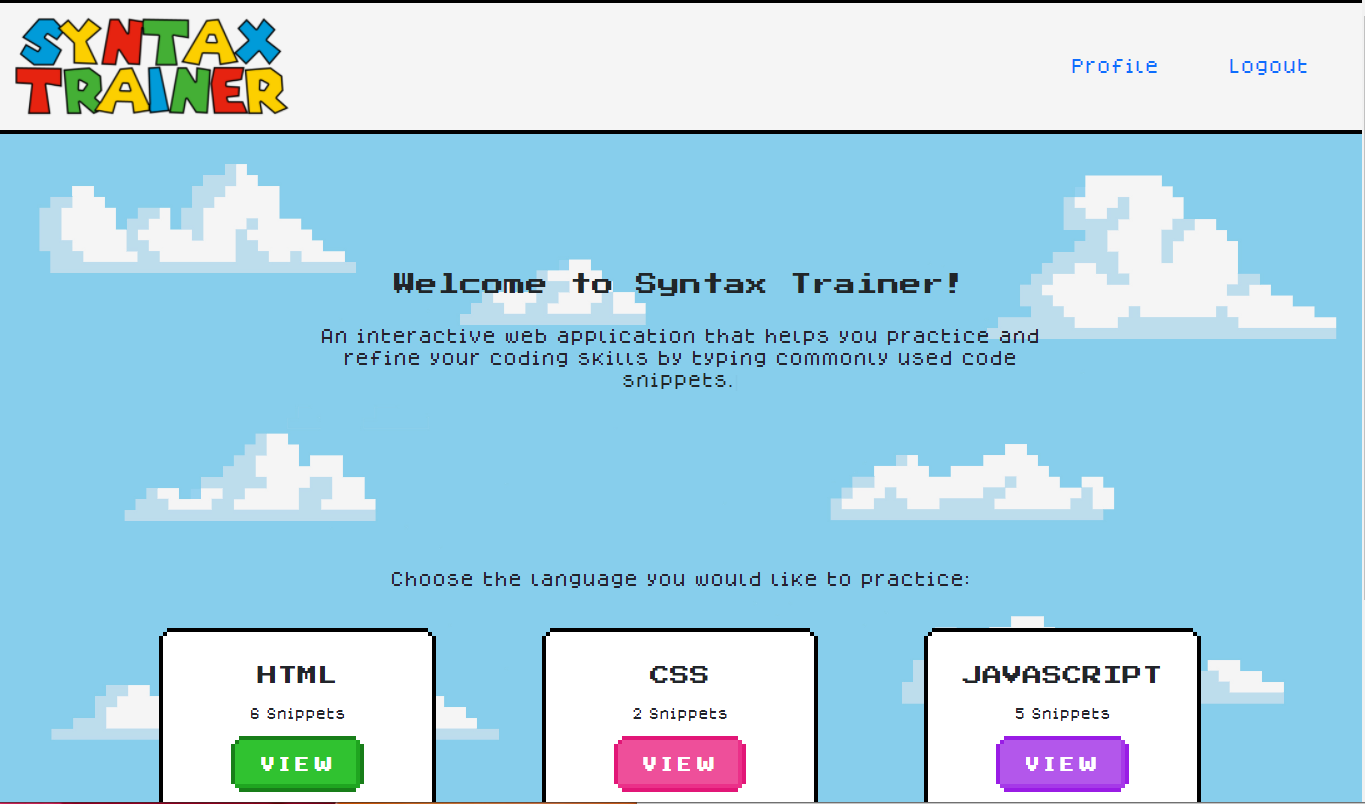 SYNTAX
TRAINER
Profile
Logout
Welcome to Syntax Trainer!
An interactive web application that helps you practice and
refine your coding skills by typing commonly used code
snippets.
Choose the language you would like to practice:
HTML
6 Snippets
VIEW
CSS
2 Snippets
VIEW
JAVASCRIPT
5 Snippets
VIEW